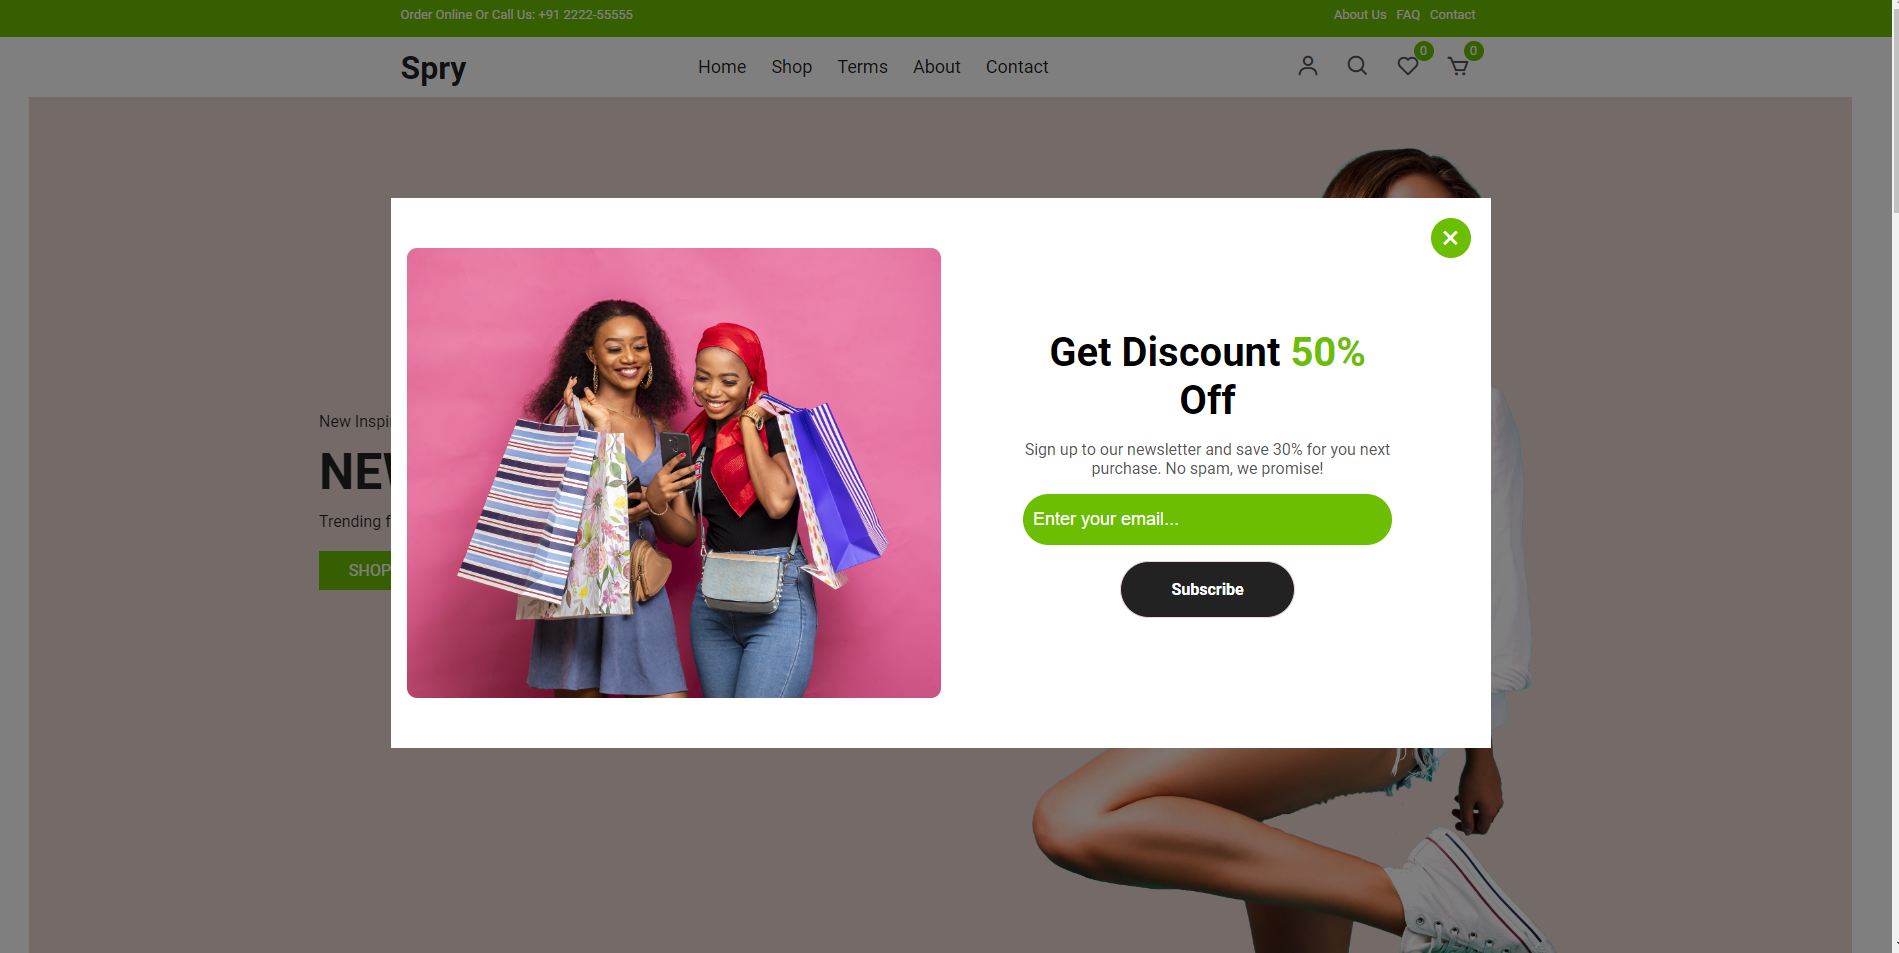 Order Online Or Call Us: +91 2222-55555
About Us FAQ Contact
Spry
Home Shop Terms About Contact
0 0
Get Discount 50%
Off
Sign up to our newsletter and save 30% for you next
purchase. No spam, we promise!
Enter your email...
Subscribe
New
Trending
SHOP